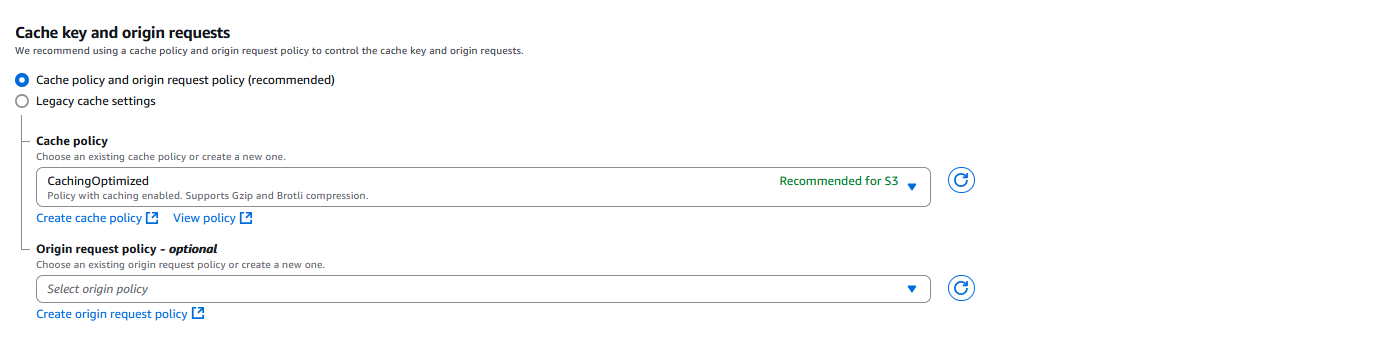 Cache key and origin requests
We recommend using a cache policy and origin request policy to control the cache key and origin requests.
Cache policy and origin request policy (recommended)
Legacy cache settings
Cache policy
Choose an existing cache policy or create a new one.
CachingOptimized Recommended for S3
Policy with caching enabled. Supports Gzip and Brotli compression.
Create cache policy View policy
Origin request policy - optional
Choose an existing origin request policy or create a new one.
Select origin policy
Create origin request policy